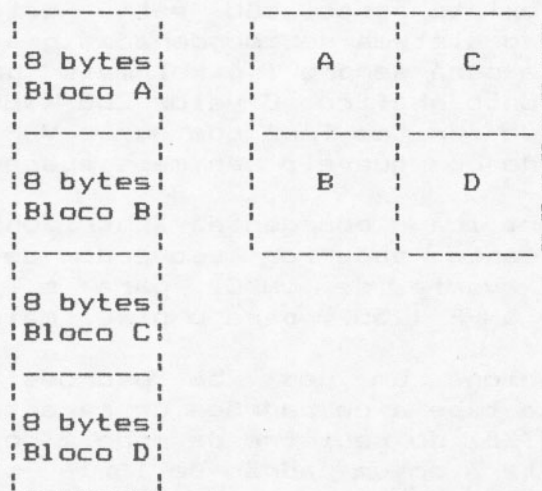 8 bytes
Bloco A
8 bytes
Bloco B
8 bytes
Bloco C
8 bytes
Bloco D
A C
B D